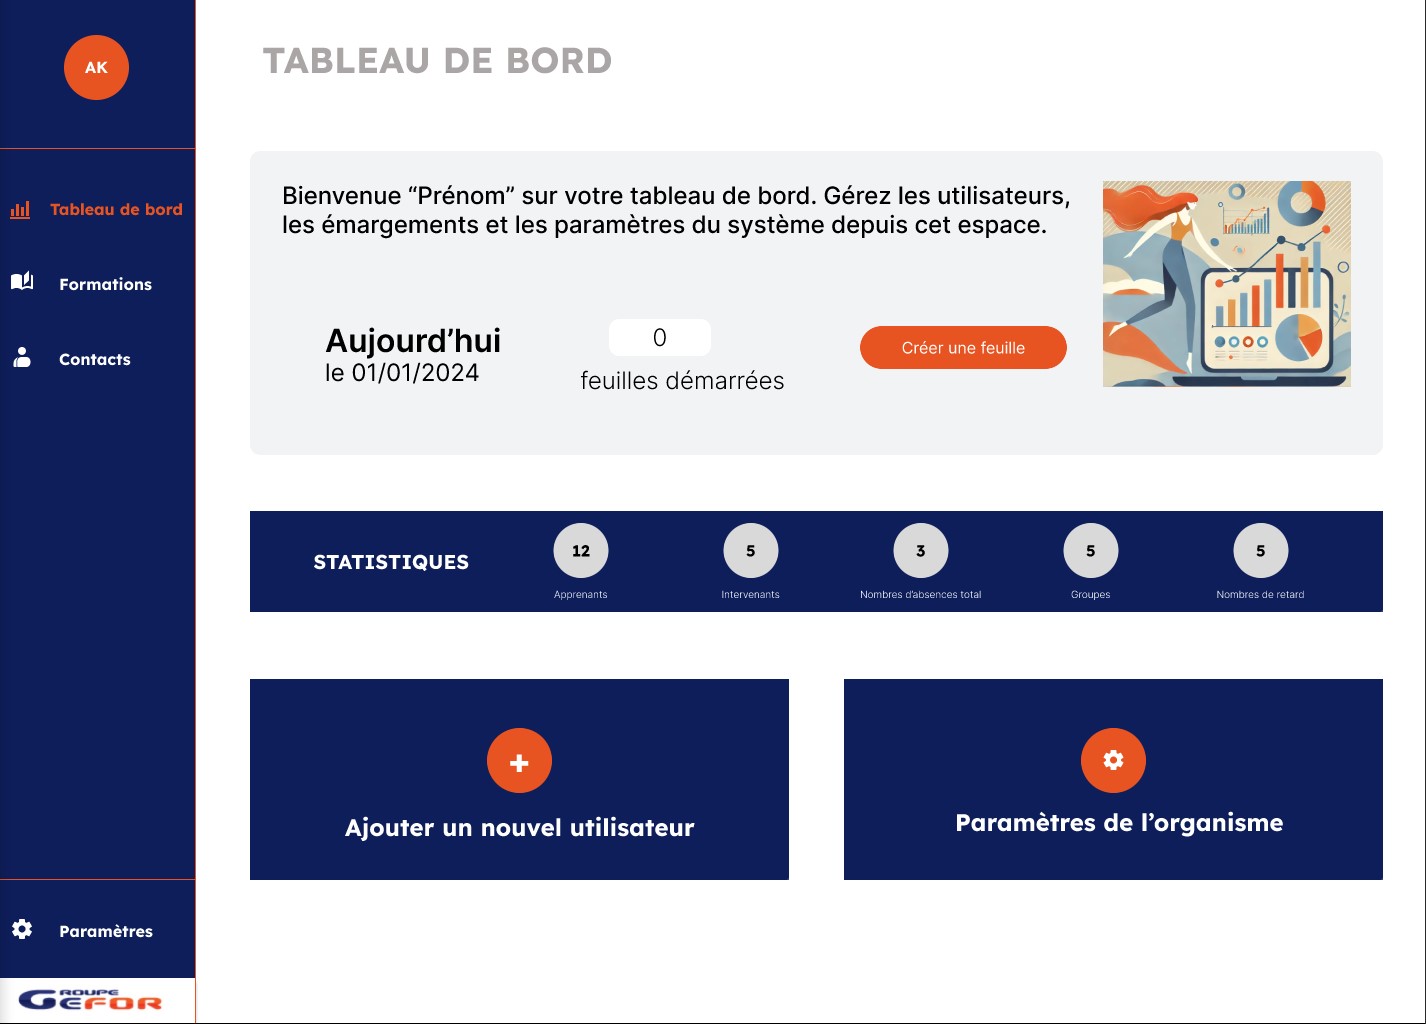 AK
Tableau de bord
Formations
Contacts
Paramètres
GROUPE
GEFOR
TABLEAU DE BORD
Bienvenue “Prénom” sur votre tableau de bord. Gérez les utilisateurs,
les émargements et les paramètres du système depuis cet espace.
Aujourd’hui
le 01/01/2024
0
feuilles démarrées
Créer une feuille
STATISTIQUES
12
Apprenants
5
Intervenants
3
Nombres d’absences total
5
Groupes
5
Nombres de retard
Ajouter un nouvel utilisateur
Paramètres de l’organisme